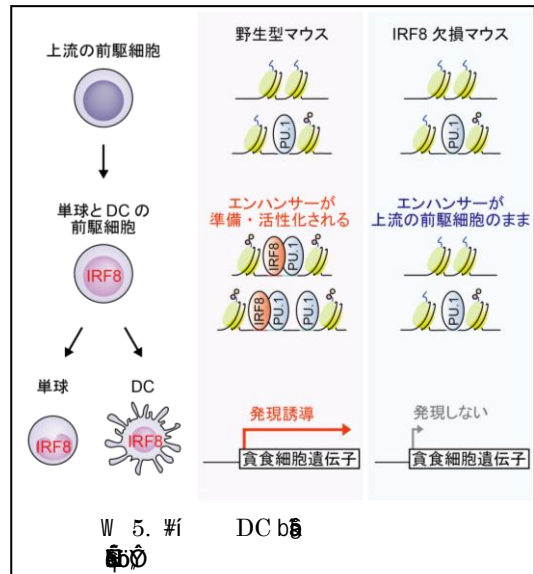 上流の前駆細胞
単球とDCの
前駆細胞
IRF8
単球
DC
IRF8
IRF8
野生型マウス
PU.1
エンハンサーが
準備・活性化される
IRF8 PU.1
IRF8 PU.1 PU.1
発現誘導
貪食細胞遺伝子
IRF8 欠損マウス
PU.1
エンハンサーが
上流の前駆細胞のまま
PU.1
発現しない
貪食細胞遺伝子
5. DC